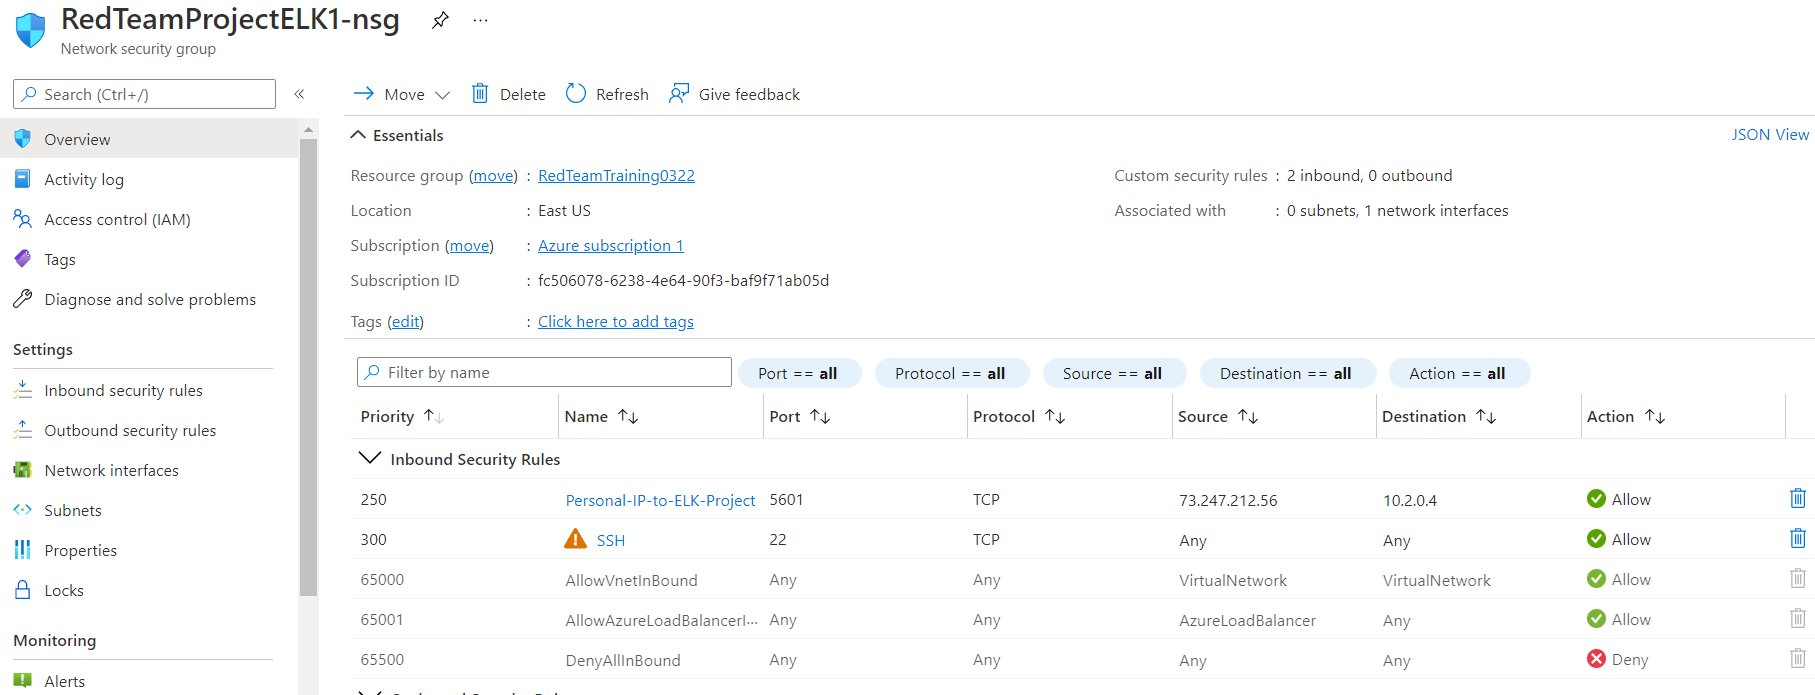 RedTeamProjectELK1-nsg ...
Network security group
Search (Ctrl+/) «
Overview
Activity log
Access control (IAM)
Tags
Diagnose and solve problems
Settings
Inbound security rules
Outbound security rules
Network interfaces
Subnets
Properties
Locks
Monitoring
Alerts
Move Delete Refresh Give feedback
Essentials JSON View
Resource group (move) : RedTeamTraining0322
Location : East US
Subscription (move) : Azure subscription 1
Subscription ID : fc506078-6238-4e64-90f3-baf9f71ab05d
Tags (edit) : Click here to add tags
Custom security rules : 2 inbound, 0 outbound
Associated with : 0 subnets, 1 network interfaces
Filter by name Port == all Protocol == all Source == all Destination == all Action == all
Priority Name Port Protocol Source Destination Action
Inbound Security Rules
250 Personal-IP-to-ELK-Project 5601 TCP 73.247.212.56 10.2.0.4 Allow
300 SSH 22 TCP Any Any Allow
65000 AllowVnetInBound Any Any VirtualNetwork VirtualNetwork Allow
65001 AllowAzureLoadBalancerI... Any Any AzureLoadBalancer Any Allow
65500 DenyAllInBound Any Any Any Any Deny